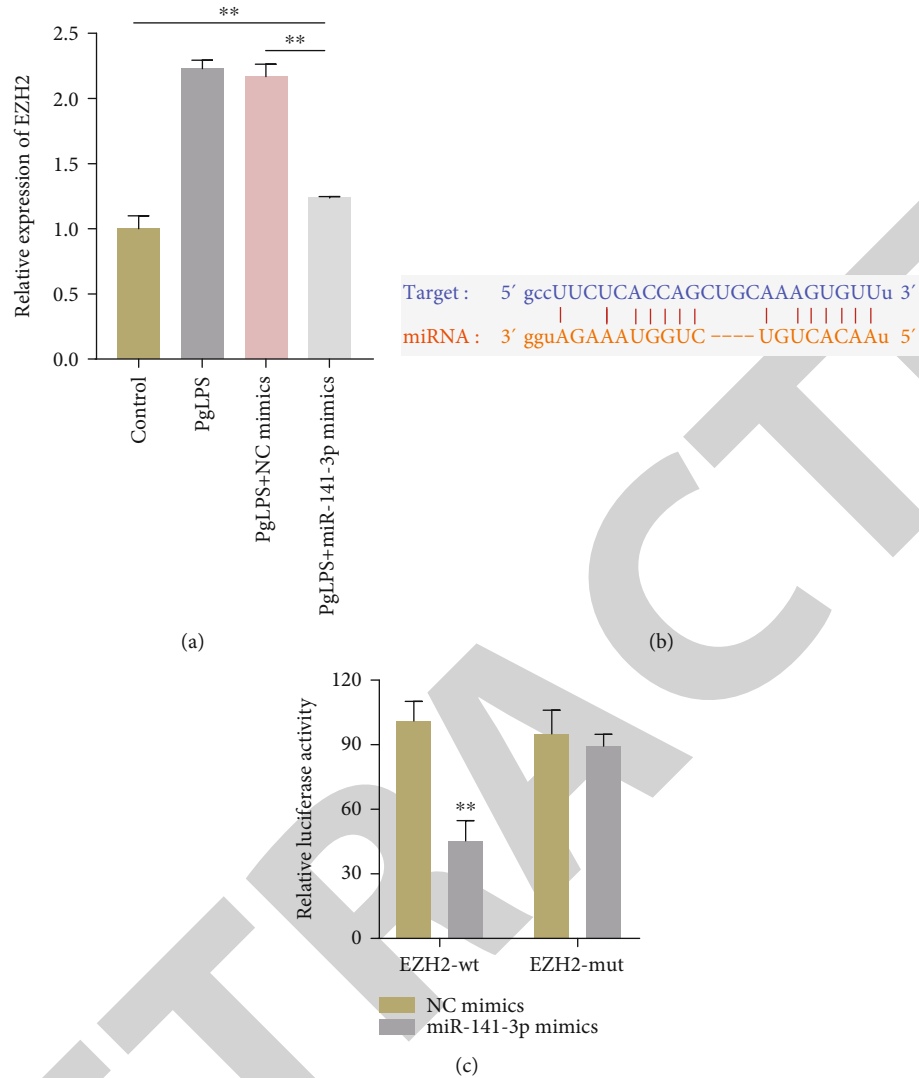 **
**
2.5
2.0
1.5
1.0
0.5
0.0
Relative expression of EZH2
Control
PgLPS
PgLPS+NC mimics
PgLPS+miR-141-3p mimics
(a)
Target : 5′ gccUUCUCACCAGCUGCAAAGUGUUu 3′
miRNA : 3′ gguAGAAAUGGUC ----UGUCACAAu 5′
(b)
120
90
60
30
0
Relative luciferase activity
**
EZH2-wt EZH2-mut
NC mimics
miR-141-3p mimics
(c)
TRACT